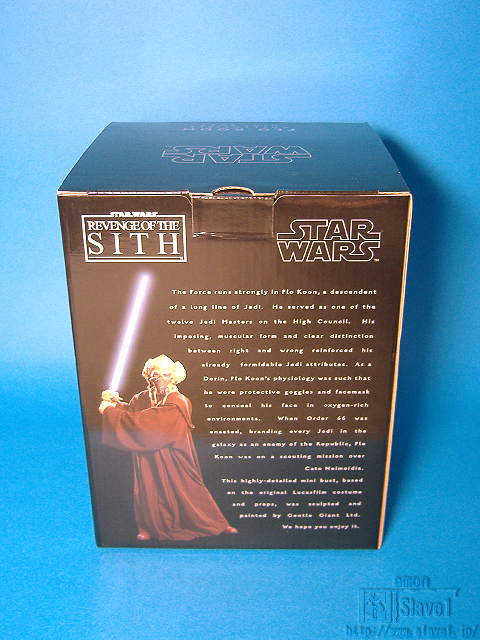 PLO KOON
STAR
WARS
STAR WARS
REVENGE OF THE
SITH
STAR
WARS
TM
The Force runs strongly in Plo Koon, a descendent
of a long line of Jedi. He served as one of the
twelve Jedi Masters on the High Council. His
imposing, muscular form and clear distinction
between right and wrong reinforced his
already formidable Jedi attributes. As a
Dorin, Plo Koon's physiology was such that
he wore protective goggles and facemask
to conseal his face in oxygen-rich
environments. When Order 66 was
enacted, branding every Jedi in the
galaxy as an enemy of the Republic, Plo
Koon was on a scouting mission over
Cato Neimoidia.
This highly-detailed mini bust, based
on the original Lucasfilm costume
and props, was sculpted and
painted by Gentle Giant Ltd.
We hope you enjoy it.
emon
Slave1